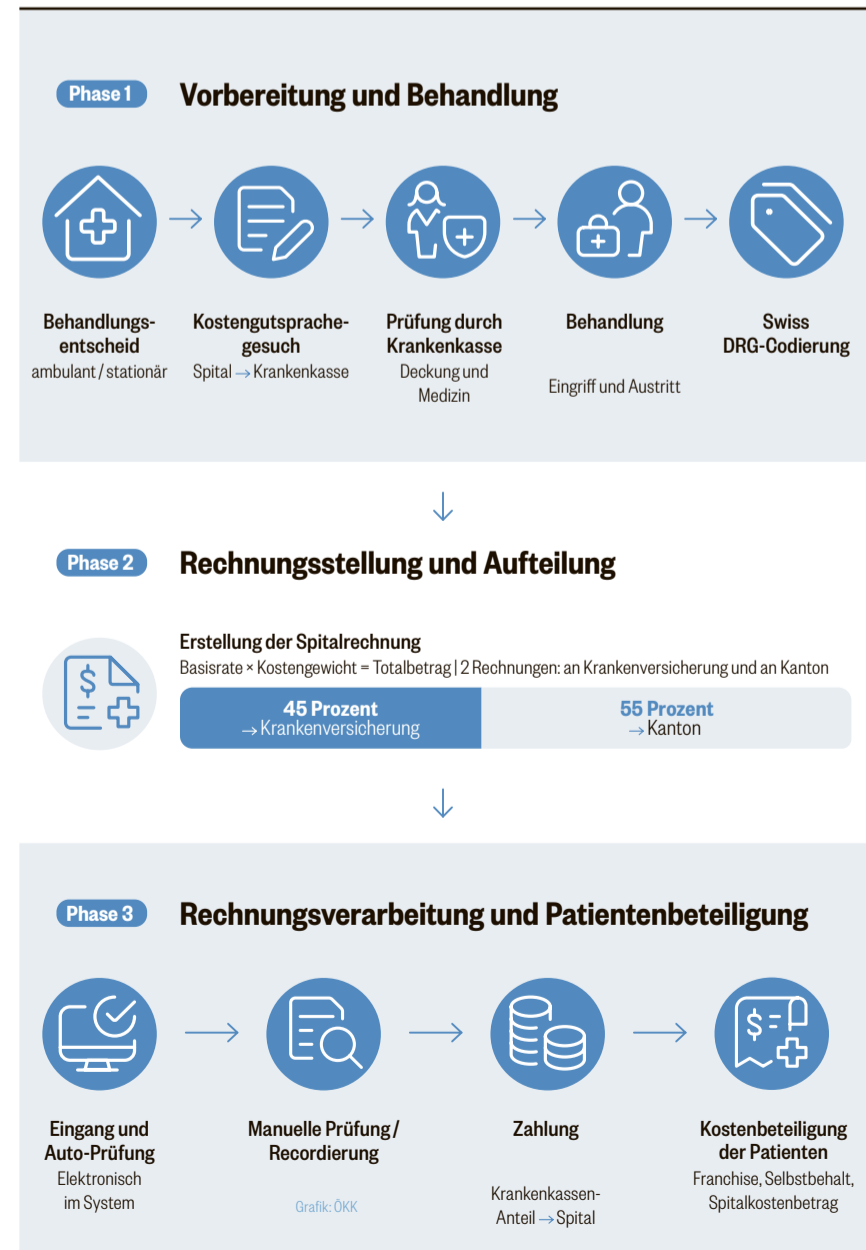 Phase 1
Vorbereitung und Behandlung
Behandlungs-
entscheid
ambulant / stationär
Kostengutsprache-
gesuch
Spital → Krankenkasse
Prüfung durch
Krankenkasse
Deckung und
Medizin
Behandlung
Eingriff und Austritt
Swiss
DRG-Codierung
Phase 2
Rechnungsstellung und Aufteilung
Erstellung der Spitalrechnung
Basisrate × Kostengewicht = Totalbetrag | 2 Rechnungen: an Krankenversicherung und an Kanton
45 Prozent
→ Krankenversicherung
55 Prozent
→ Kanton
Phase 3
Rechnungsverarbeitung und Patientenbeteiligung
Eingang und
Auto-Prüfung
Elektronisch
im System
Manuelle Prüfung /
Recordierung
Grafik: ÖKK
Zahlung
Krankenkassen-
Anteil → Spital
Kostenbeteiligung
der Patienten
Franchise, Selbstbehalt,
Spitalkostenbetrag